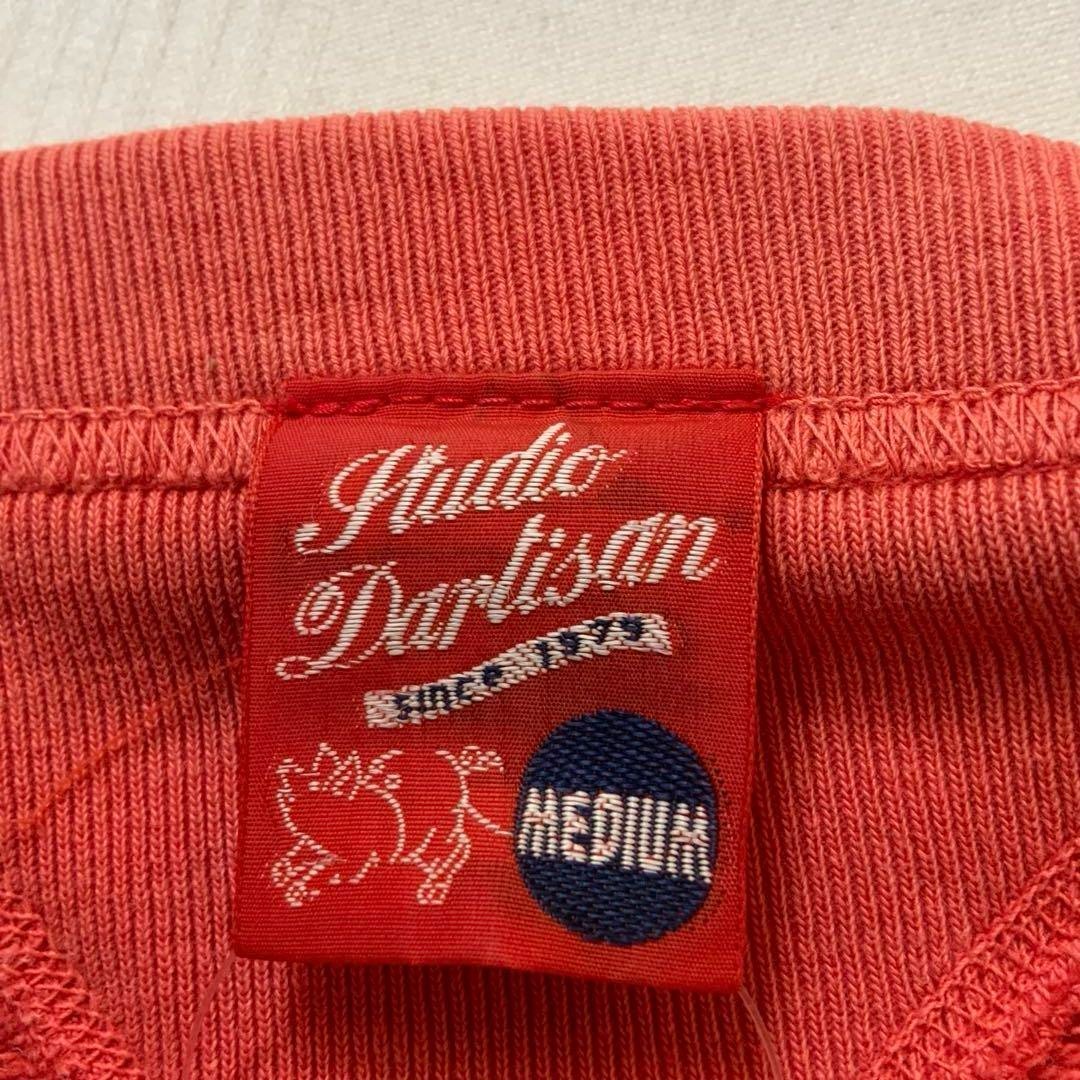 Studio
Dartisan
SINCE 1979
MEDIUM